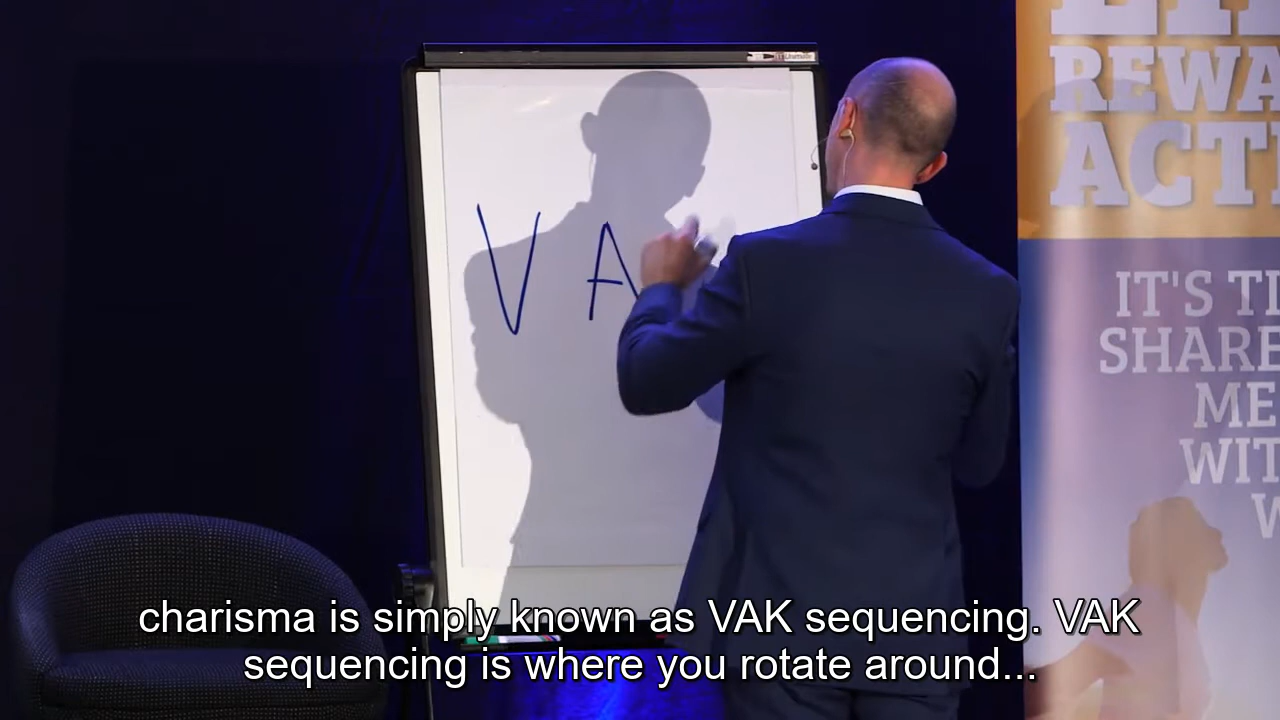 V A
REWA
ACTI
IT'S TI
SHARE
ME
WIT
W
charisma is simply known as VAK sequencing. VAK
sequencing is where you rotate around...